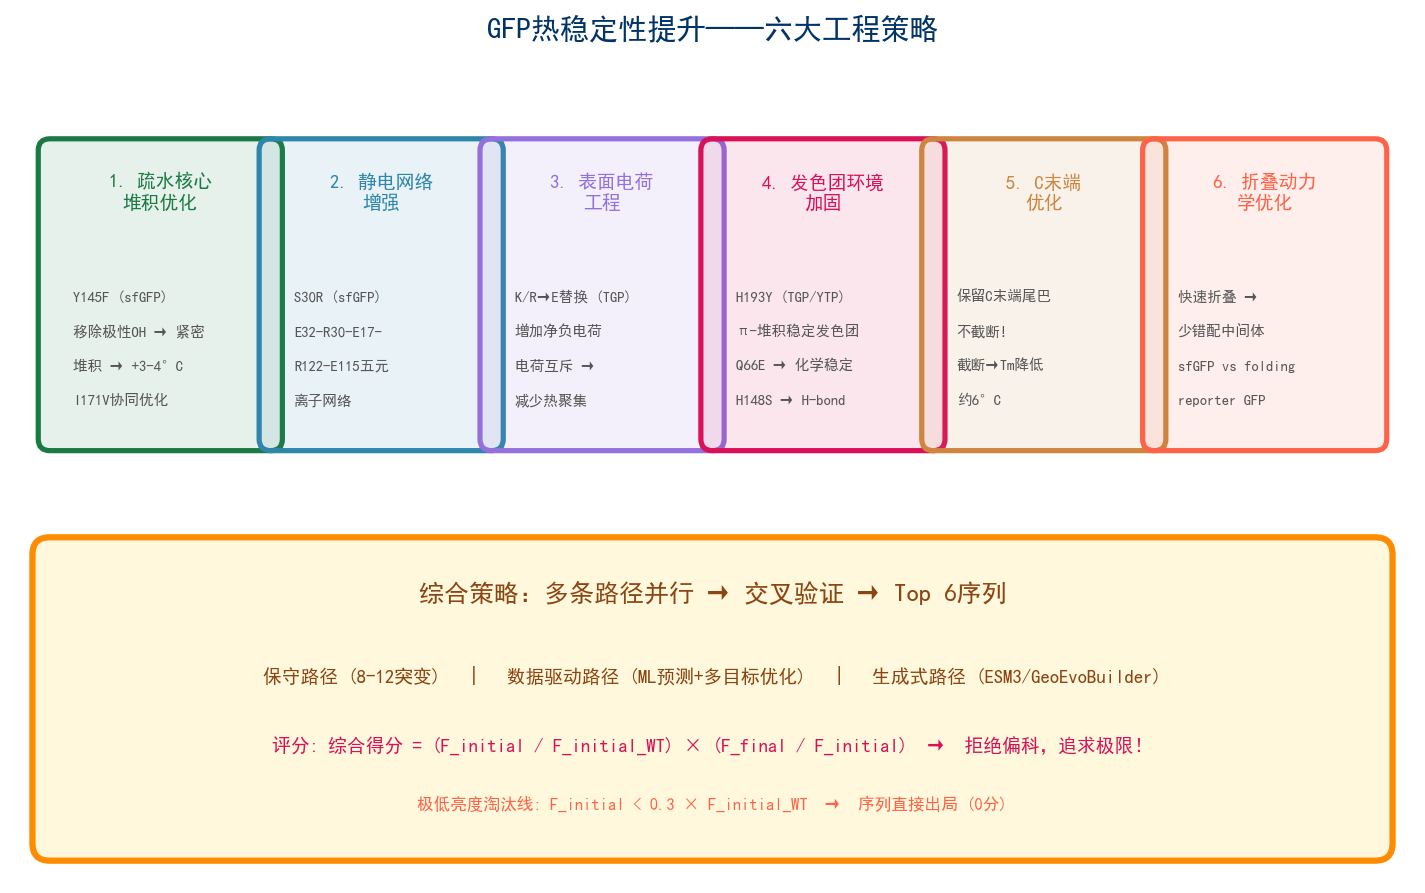 GFP热稳定性提升——六大工程策略
1. 疏水核心
堆积优化
Y145F (sfGFP)
移除极性OH → 紧密
堆积 → +3-4°C
I171V协同优化
2. 静电网络
增强
S30R (sfGFP)
E32-R30-E17-
R122-E115五元
离子网络
3. 表面电荷
工程
K/R→E替换 (TGP)
增加净负电荷
电荷互斥 →
减少热聚集
4. 发色团环境
加固
H193Y (TGP/YTP)
π-堆积稳定发色团
Q66E → 化学稳定
H148S → H-bond
5. C末端
优化
保留C末端尾巴
不截断!
截断→Tm降低
约6°C
6. 折叠动力
学优化
快速折叠 →
少错配中间体
sfGFP vs folding
reporter GFP
综合策略: 多条路径并行 → 交叉验证 → Top 6序列
保守路径 (8-12突变) | 数据驱动路径 (ML预测+多目标优化) | 生成式路径 (ESM3/GeoEvoBuilder)
评分: 综合得分 = (F_initial / F_initial_WT) × (F_final / F_initial) → 拒绝偏科, 追求极限!
极低亮度淘汰线: F_initial < 0.3 × F_initial_WT → 序列直接出局 (0分)